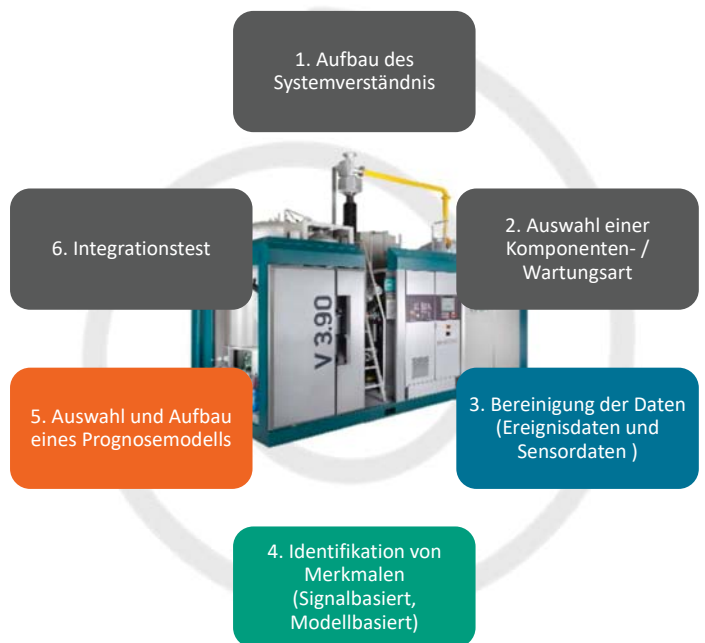 1. Aufbau des
Systemverständnis
2. Auswahl einer
Komponenten- /
Wartungsart
3. Bereinigung der Daten
(Ereignisdaten und
Sensordaten )
4. Identifikation von
Merkmalen
(Signalbasiert,
Modellbasiert)
5. Auswahl und Aufbau
eines Prognosemodells
6. Integrationstest
V 3.90